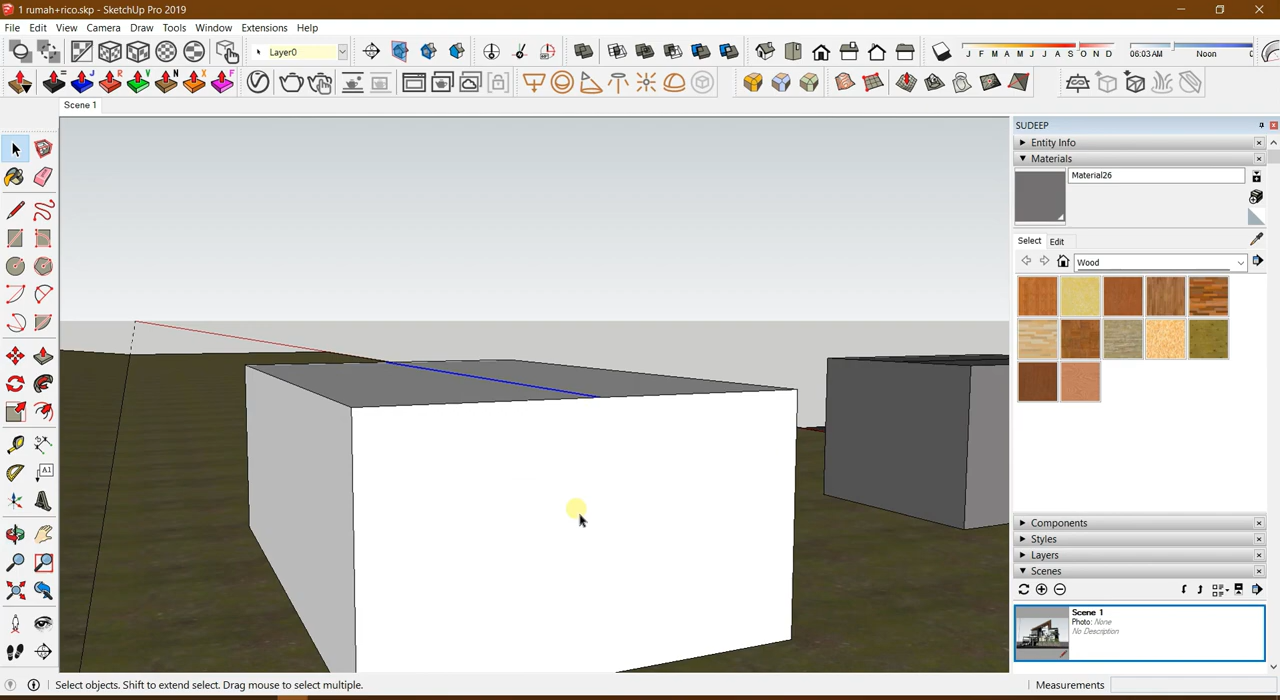 1 rumah+rico.skp - SketchUp Pro 2019
File Edit View Camera Draw Tools Window Extensions Help
Layer0
J F M A M J J A S O N D
06:03 AM Noon
Scene 1
SUDEEP
Entity Info
Materials
Material26
Select Edit
Wood
A1
Components
Styles
Layers
Scenes
Scene 1
Photo: None
No Description
Select objects. Shift to extend select. Drag mouse to select multiple.
Measurements